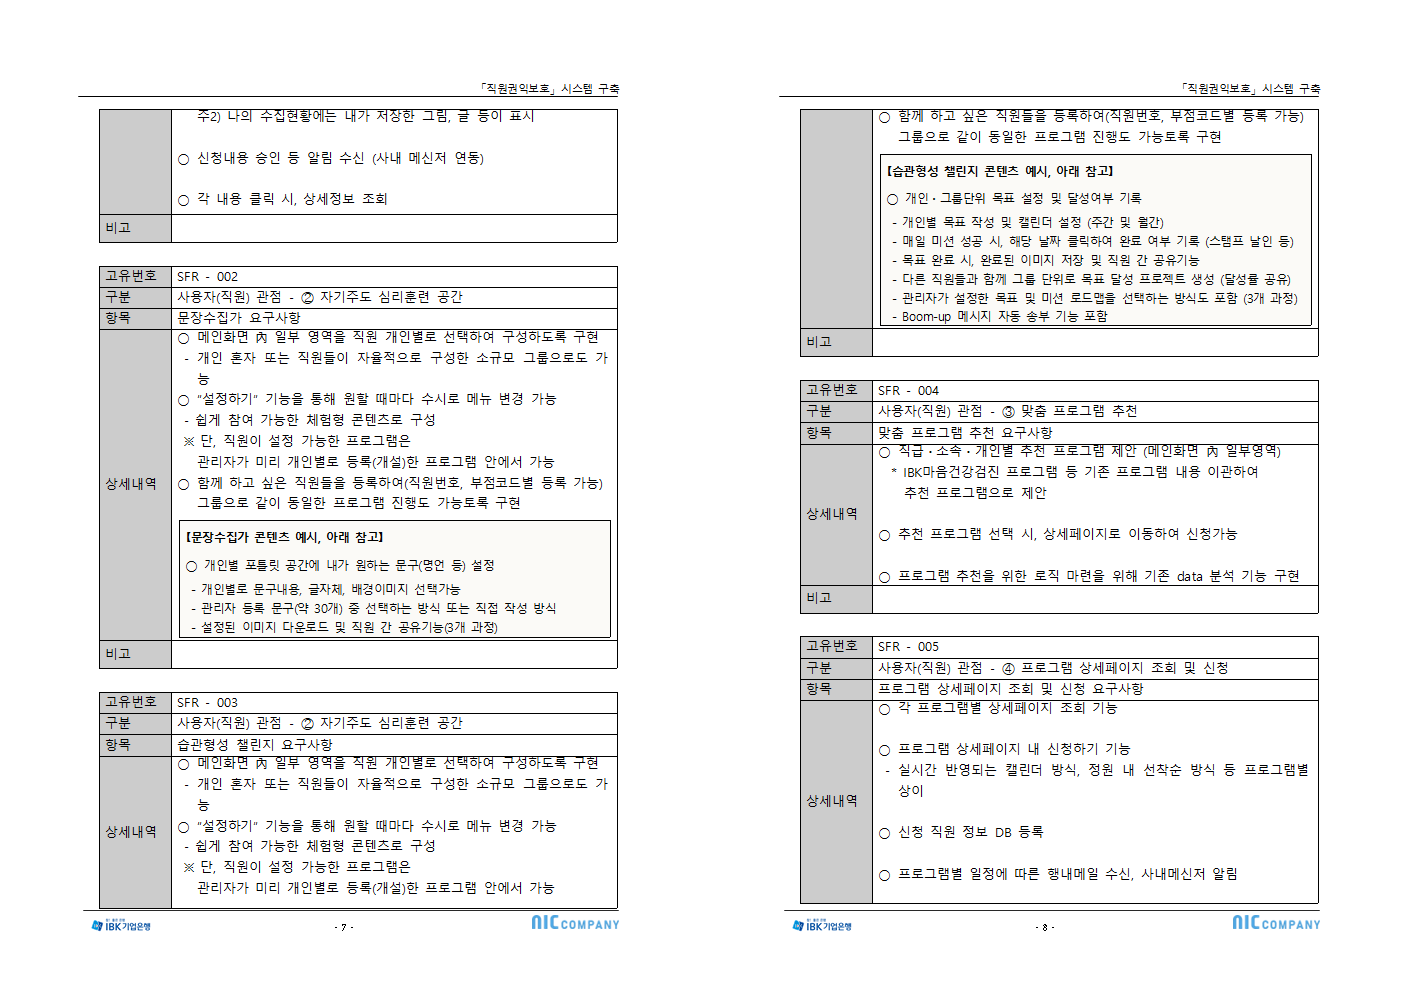 「직원권익보호」시스템 구축
주2) 나의 수집현황에는 내가 저장한 그림, 글 등이 표시
○ 신청내용 승인 등 알림 수신 (사내 메신저 연동)
○ 각 내용 클릭 시, 상세정보 조회
비고
고유번호 SFR - 002
구분 사용자(직원) 관점 - ② 자기주도 심리훈련 공간
항목 문장수집가 요구사항
○ 메인화면 內 일부 영역을 직원 개인별로 선택하여 구성하도록 구현
- 개인 혼자 또는 직원들이 자율적으로 구성한 소규모 그룹으로도 가
능
○ "설정하기" 기능을 통해 원할 때마다 수시로 메뉴 변경 가능
- 쉽게 참여 가능한 체험형 콘텐츠로 구성
※ 단, 직원이 설정 가능한 프로그램은
관리자가 미리 개인별로 등록(개설)한 프로그램 안에서 가능
상세내역
○ 함께 하고 싶은 직원들을 등록하여(직원번호, 부점코드별 등록 가능)
그룹으로 같이 동일한 프로그램 진행도 가능토록 구현
【문장수집가 콘텐츠 예시, 아래 참고】
○ 개인별 포틀릿 공간에 내가 원하는 문구(명언 등) 설정
- 개인별로 문구내용, 글자체, 배경이미지 선택가능
- 관리자 등록 문구(약 30개) 중 선택하는 방식 또는 직접 작성 방식
- 설정된 이미지 다운로드 및 직원 간 공유기능(3개 과정)
비고
고유번호 SFR - 003
구분 사용자(직원) 관점 - ② 자기주도 심리훈련 공간
항목 습관형성 챌린지 요구사항
○ 메인화면 內 일부 영역을 직원 개인별로 선택하여 구성하도록 구현
- 개인 혼자 또는 직원들이 자율적으로 구성한 소규모 그룹으로도 가
능
○ "설정하기" 기능을 통해 원할 때마다 수시로 메뉴 변경 가능
상세내역
- 쉽게 참여 가능한 체험형 콘텐츠로 구성
※ 단, 직원이 설정 가능한 프로그램은
관리자가 미리 개인별로 등록(개설)한 프로그램 안에서 가능
IBK기업은행
- 7 -
NICCOMPANY
「직원권익보호」시스템 구축
○ 함께 하고 싶은 직원들을 등록하여(직원번호, 부점코드별 등록 가능)
그룹으로 같이 동일한 프로그램 진행도 가능토록 구현
【습관형성 챌린지 콘텐츠 예시, 아래 참고】
○ 개인·그룹단위 목표 설정 및 달성여부 기록
- 개인별 목표 작성 및 캘린더 설정 (주간 및 월간)
- 매일 미션 성공 시, 해당 날짜 클릭하여 완료 여부 기록 (스탬프 날인 등)
- 목표 완료 시, 완료된 이미지 저장 및 직원 간 공유기능
- 다른 직원들과 함께 그룹 단위로 목표 달성 프로젝트 생성 (달성률 공유)
- 관리자가 설정한 목표 및 미션 로드맵을 선택하는 방식도 포함 (3개 과정)
- Boom-up 메시지 자동 송부 기능 포함
비고
고유번호 SFR - 004
구분 사용자(직원) 관점 - ③ 맞춤 프로그램 추천
항목 맞춤 프로그램 추천 요구사항
○ 직급·소속·개인별 추천 프로그램 제안 (메인화면 內 일부영역)
* IBK마음건강검진 프로그램 등 기존 프로그램 내용 이관하여
추천 프로그램으로 제안
상세내역
○ 추천 프로그램 선택 시, 상세페이지로 이동하여 신청가능
○ 프로그램 추천을 위한 로직 마련을 위해 기존 data 분석 기능 구현
비고
고유번호 SFR - 005
구분 사용자(직원) 관점 - ④ 프로그램 상세페이지 조회 및 신청
항목 프로그램 상세페이지 조회 및 신청 요구사항
○ 각 프로그램별 상세페이지 조회 기능
○ 프로그램 상세페이지 내 신청하기 기능
- 실시간 반영되는 캘린더 방식, 정원 내 선착순 방식 등 프로그램별
상이
상세내역
○ 신청 직원 정보 DB 등록
○ 프로그램별 일정에 따른 행내메일 수신, 사내메신저 알림
IBK기업은행
- 8 -
NICCOMPANY